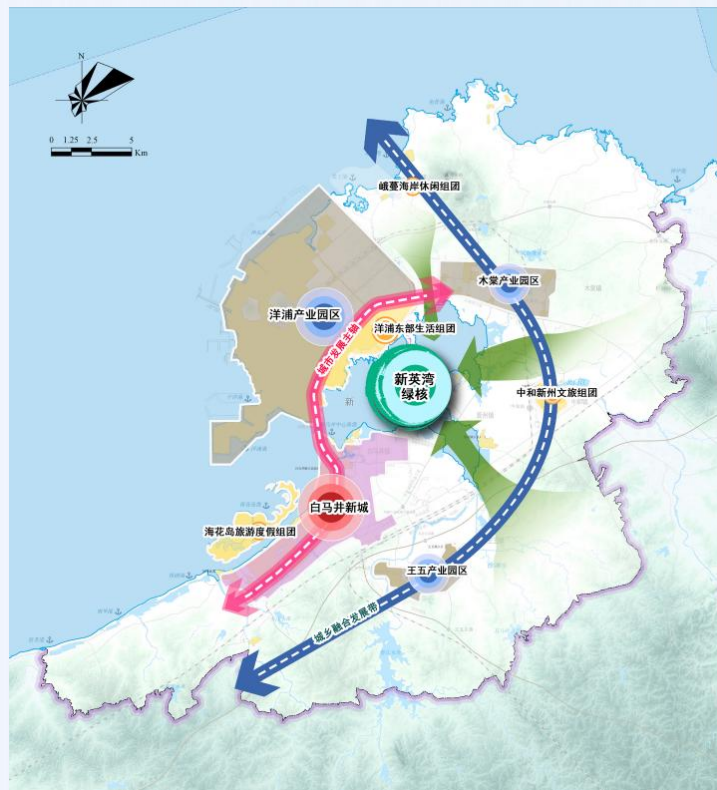 N
0 1.25 2.5 5
Km
峨蔓海岸休闲组团
木棠产业园区
洋浦产业园区
洋浦东部生活组团
城市发展主轴
新英湾
绿核
中和新州文旅组团
新
白马井新城
海花岛旅游度假组团
王五产业园区
城乡融合发展带